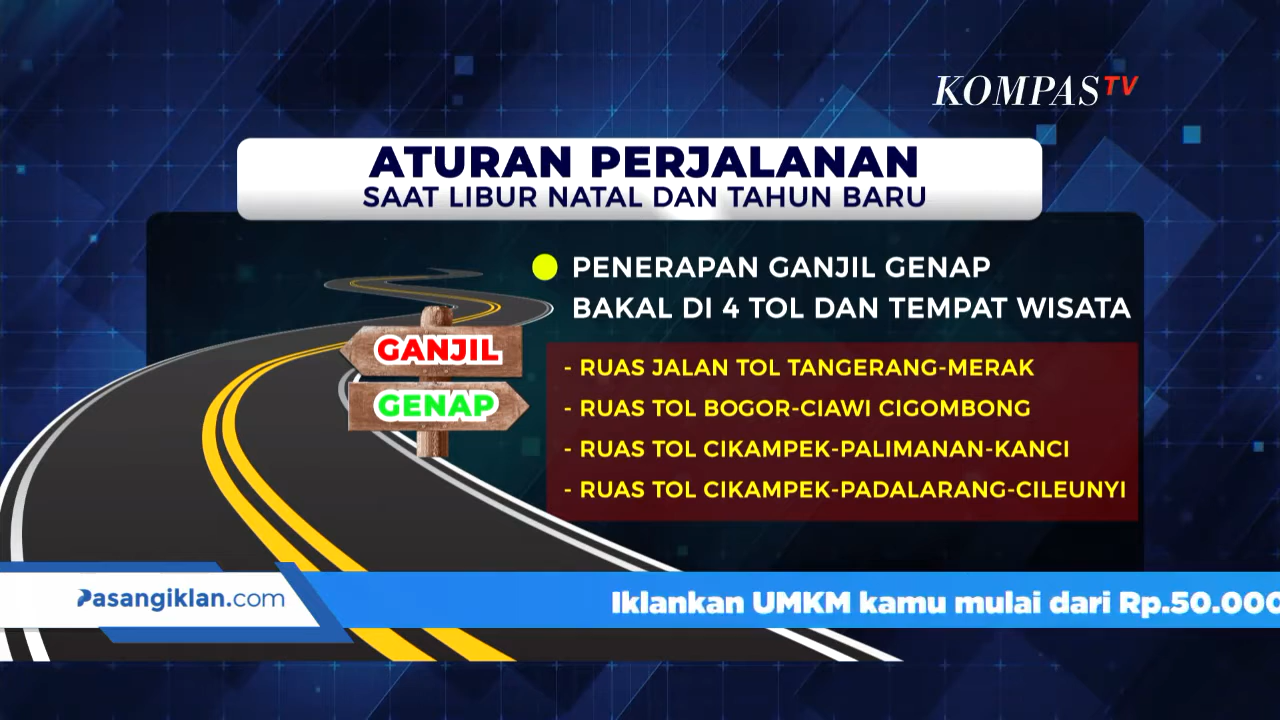 KOMPASTV
ATURAN PERJALANAN
SAAT LIBUR NATAL DAN TAHUN BARU
PENERAPAN GANJIL GENAP
BAKAL DI 4 TOL DAN TEMPAT WISATA
GANJIL
GENAP
- RUAS JALAN TOL TANGERANG-MERAK
- RUAS TOL BOGOR-CIAWI CIGOMBONG
- RUAS TOL CIKAMPEK-PALIMANAN-KANCI
- RUAS TOL CIKAMPEK-PADALARANG-CILEUNYI
Pasangiklan.com
Iklankan UMKM kamu mulai dari Rp.50.000